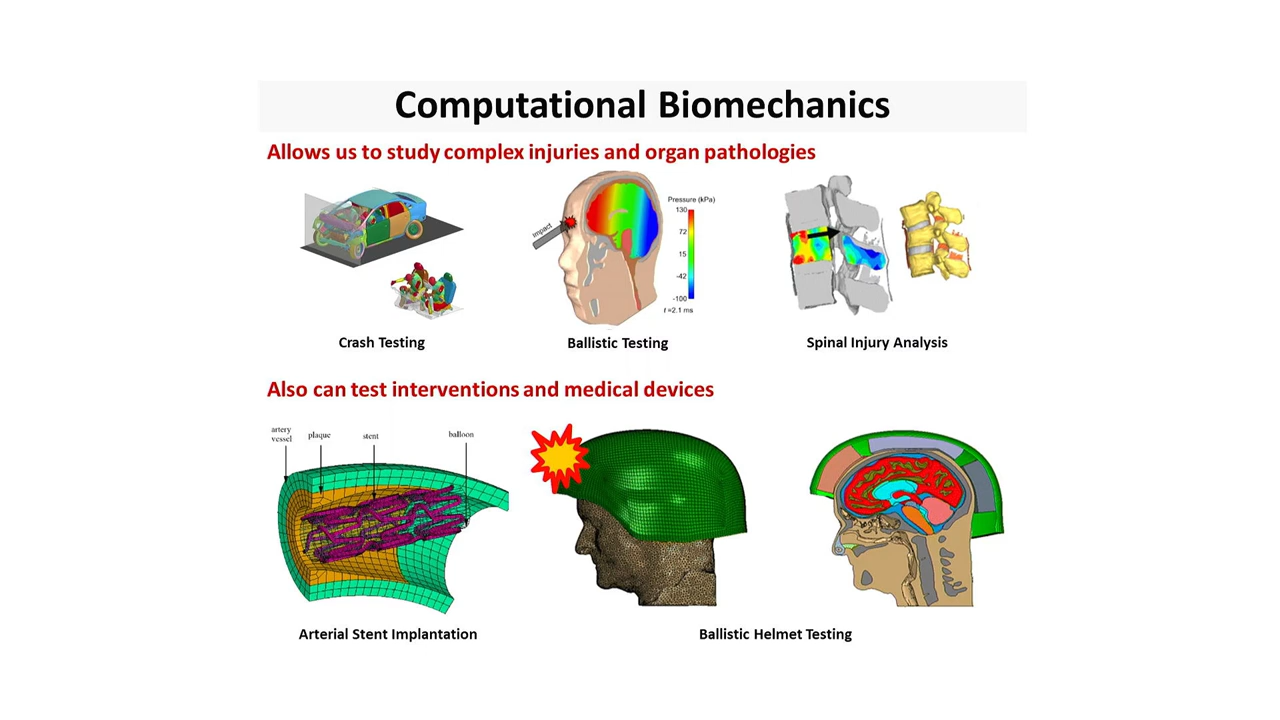 Computational Biomechanics
Allows us to study complex injuries and organ pathologies
Impact
Pressure (kPa)
130
72
15
-42
-100
t =2.1 ms
Crash Testing
Ballistic Testing
Spinal Injury Analysis
Also can test interventions and medical devices
artery
vessel
plaque
stent
balloon
Arterial Stent Implantation
Ballistic Helmet Testing